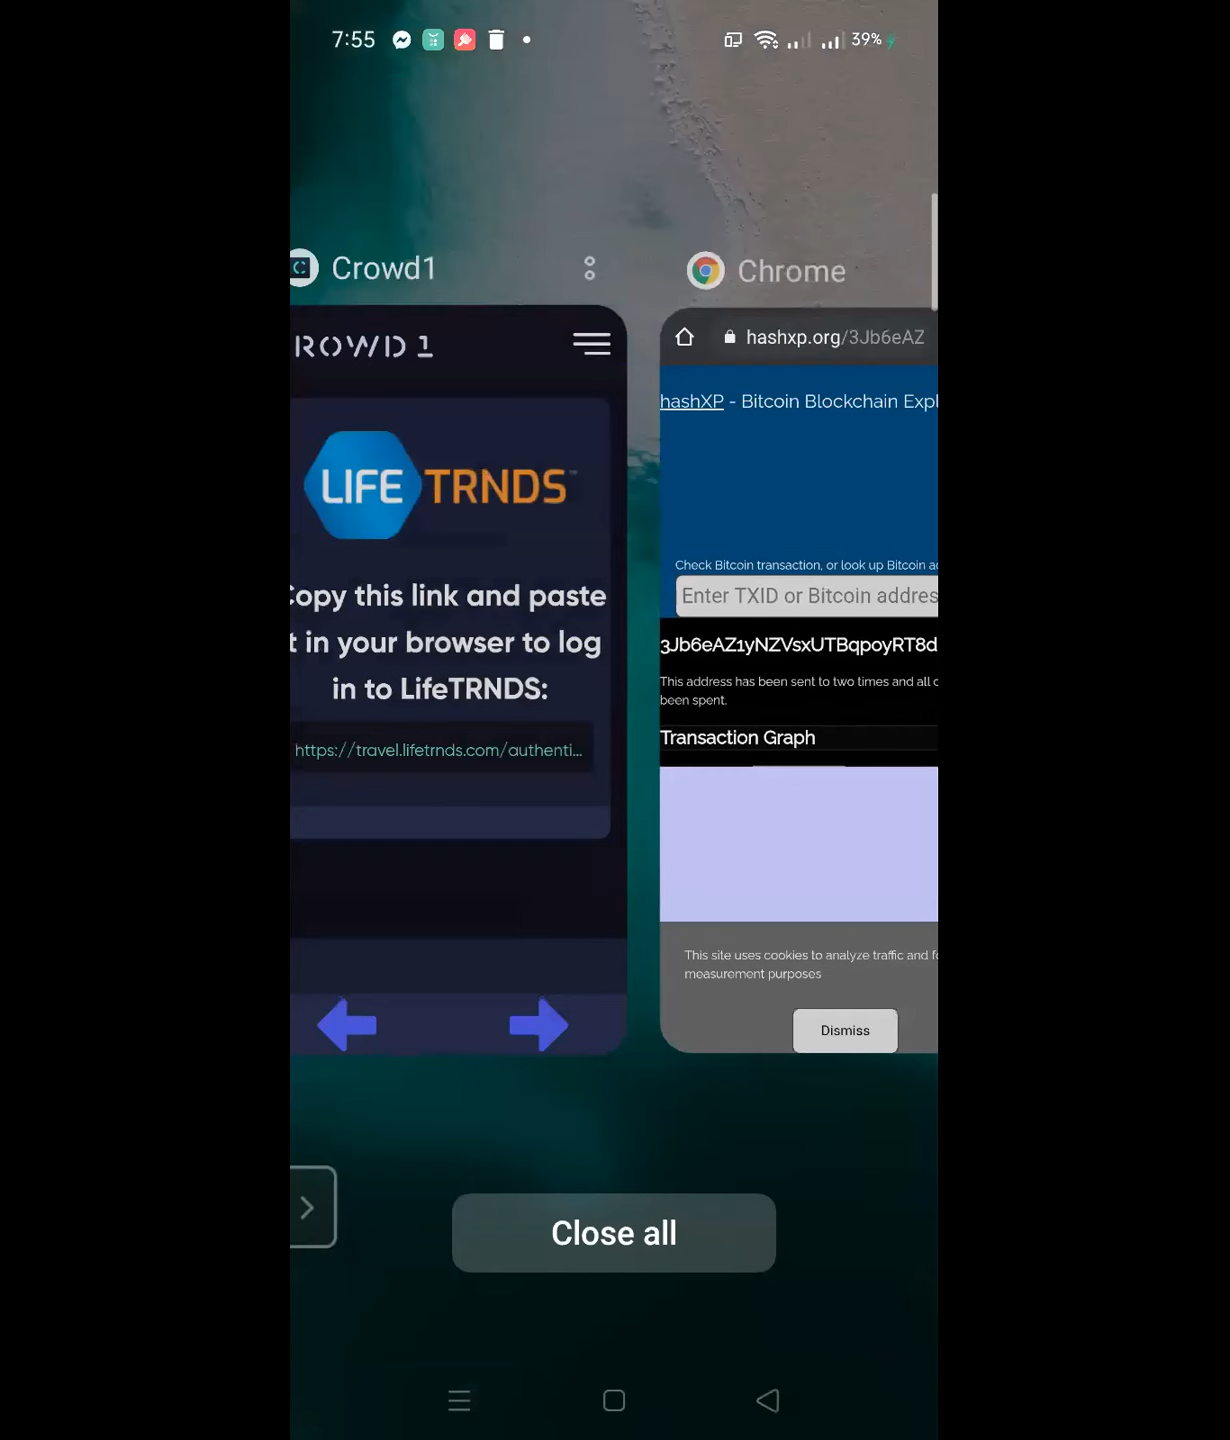 7:55
39%
Crowd1
ROWD 1
LIFE TRNDS™
Copy this link and paste
t in your browser to log
in to LifeTRNDS:
https://travel.lifetrnds.com/authenti...
Chrome
hashxp.org/3Jb6eAZ
hashXP - Bitcoin Blockchain Expl
Check Bitcoin transaction, or look up Bitcoin a
Enter TXID or Bitcoin addres
3Jb6eAZ1yNZVsxUTBqpoyRT8d
This address has been sent to two times and all
been spent.
Transaction Graph
This site uses cookies to analyze traffic and f
measurement purposes
Dismiss
Close all